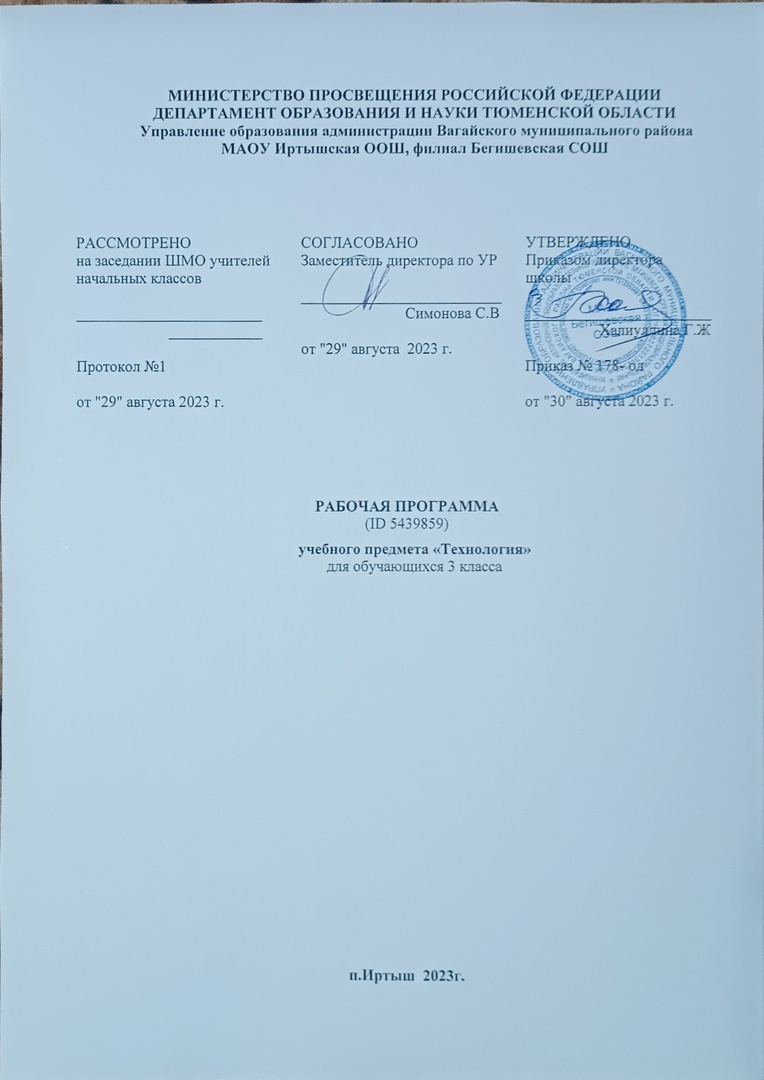 МИНИСТЕРСТВО ПРОСВЕЩЕНИЯ РОССИЙСКОЙ ФЕДЕРАЦИИ
ДЕПАРТАМЕНТ ОБРАЗОВАНИЯ И НАУКИ ТЮМЕНСКОЙ ОБЛАСТИ
Управление образования администрации Вагайского муниципального района
МАОУ Иртышская ООШ, филиал Бегишевская СОШ
РАССМОТРЕНО
на заседании ШМО учителей
начальных классов
Протокол №1
от "29" августа 2023 г.
СОГЛАСОВАНО
Заместитель директора по УР
Симонова С.В
от "29" августа 2023 г.
УТВЕРЖДЕНО
Приказом директора
школы
Халиуллина Г.Ж
Приказ № 178- од
от "30" августа 2023 г.
РАБОЧАЯ ПРОГРАММА
(ID 5439859)
учебного предмета «Технология»
для обучающихся 3 класса
п.Иртыш 2023г.